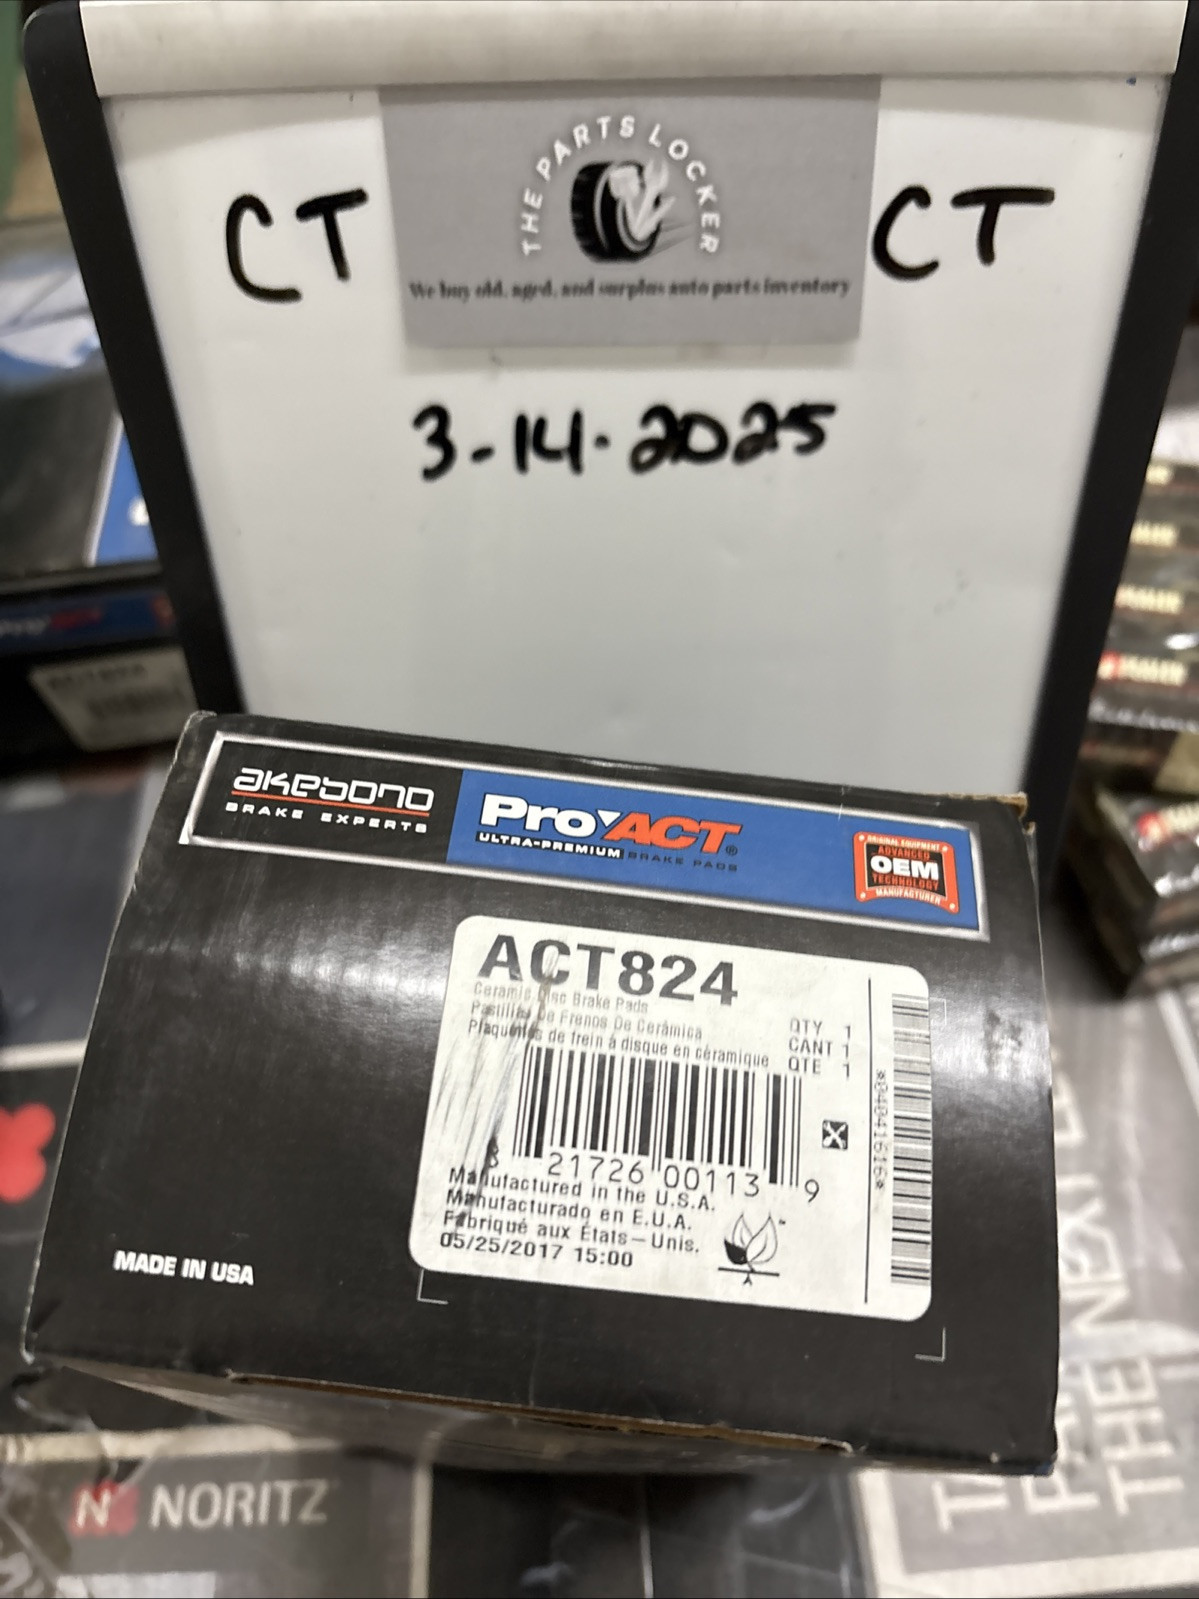 THE PARTS LOCKER
We buy old, aged, and surplus auto parts inventory
CT
CT
3-14-2025
akebono
BRAKE EXPERTS
ProACT®
ULTRA-PREMIUM BRAKE PADS
ORIGINAL EQUIPMENT
ADVANCED
OEM
TECHNOLOGY
MANUFACTURER
ACT824
Ceramic Disc Brake Pads
Pastillas De Frenos De Cerámica
Plaquettes de frein à disque en céramique
QTY 1
CANT 1
QTE 1
8 21726 00113 9
*04041616*
Manufactured in the U.S.A.
Manufacturado en E.U.A.
Fabriqué aux États-Unis.
05/25/2017 15:00
MADE IN USA
ACT824
N NORITZ
THE